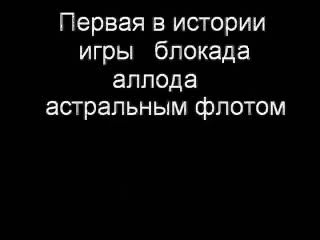 Первая в истории
игры блокада
аллода
астральным флотом